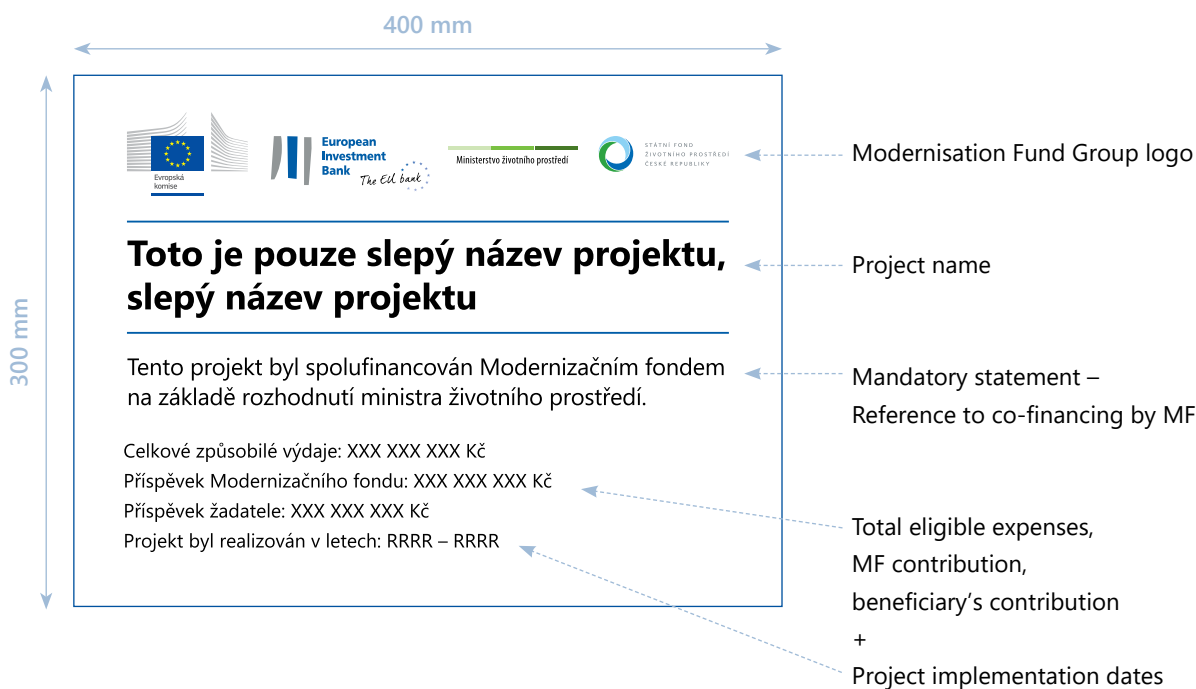 400 mm
300 mm
Evropská
komise
European
Investment
Bank
The EU bank
Ministerstvo životního prostředí
STÁTNÍ FOND
ŽIVOTNÍHO PROSTŘEDÍ
ČESKÉ REPUBLIKY
Modernisation Fund Group logo
Toto je pouze slepý název projektu,
slepý název projektu
Project name
Tento projekt byl spolufinancován Modernizačním fondem
na základě rozhodnutí ministra životního prostředí.
Mandatory statement –
Reference to co-financing by MF
Celkové způsobilé výdaje: XXX XXX XXX Kč
Příspěvek Modernizačního fondu: XXX XXX XXX Kč
Příspěvek žadatele: XXX XXX XXX Kč
Projekt byl realizován v letech: RRRR – RRRR
Total eligible expenses,
MF contribution,
beneficiary’s contribution
+
Project implementation dates